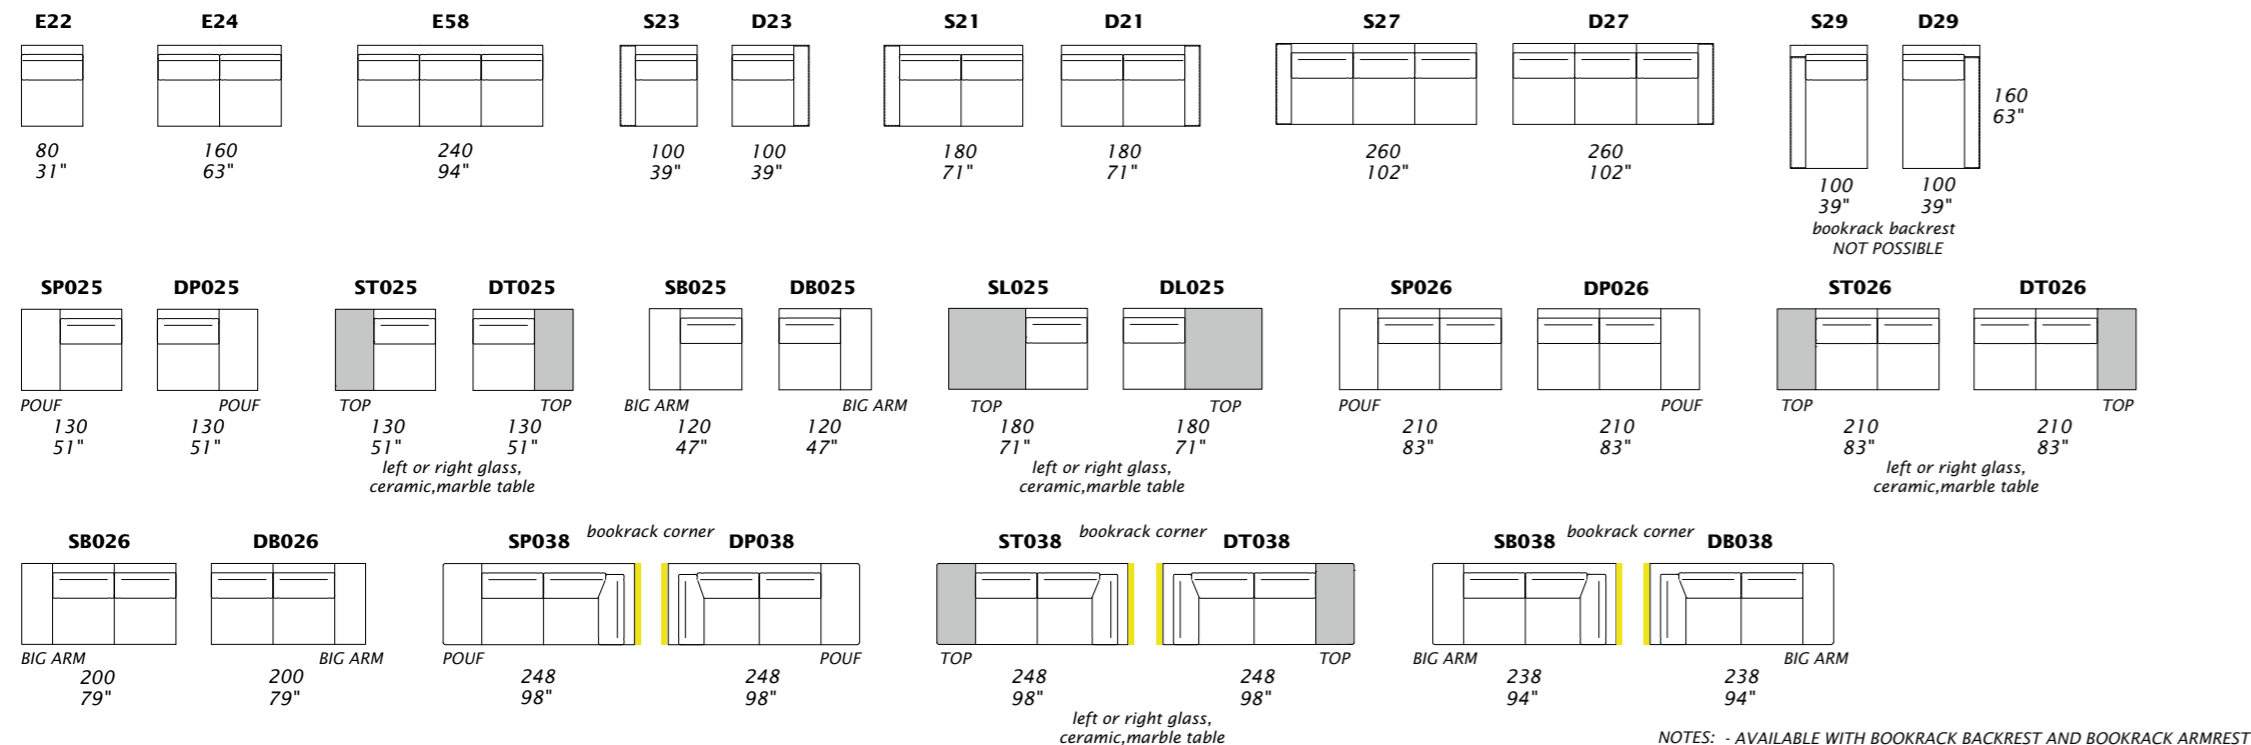 E22 E24 E58 S23 D23 S21 D21 S27 D27 S29 D29
80 160 240 100 100 180 180 260 260 160
31" 63" 94" 39" 39" 71" 71" 102" 102" 63"
100 100
39" 39"
bookrack backrest
NOT POSSIBLE
SP025 DP025 ST025 DT025 SB025 DB025 SL025 DL025 SP026 DP026 ST026 DT026
POUF POUF TOP TOP BIG ARM BIG ARM TOP TOP POUF POUF TOP TOP
130 130 130 130 120 120 180 180 210 210 210 210
51" 51" 51" 51" 47" 47" 71" 71" 83" 83" 83" 83"
left or right glass, left or right glass, left or right glass,
ceramic,marble table ceramic,marble table ceramic,marble table
bookrack corner bookrack corner bookrack corner
SB026 DB026 SP038 DP038 ST038 DT038 SB038 DB038
BIG ARM BIG ARM POUF POUF TOP TOP BIG ARM BIG ARM
200 200 248 248 248 248 238 238
79" 79" 98" 98" 98" 98" 94" 94"
left or right glass,
ceramic,marble table
NOTES: - AVAILABLE WITH BOOKRACK BACKREST AND BOOKRACK ARMREST